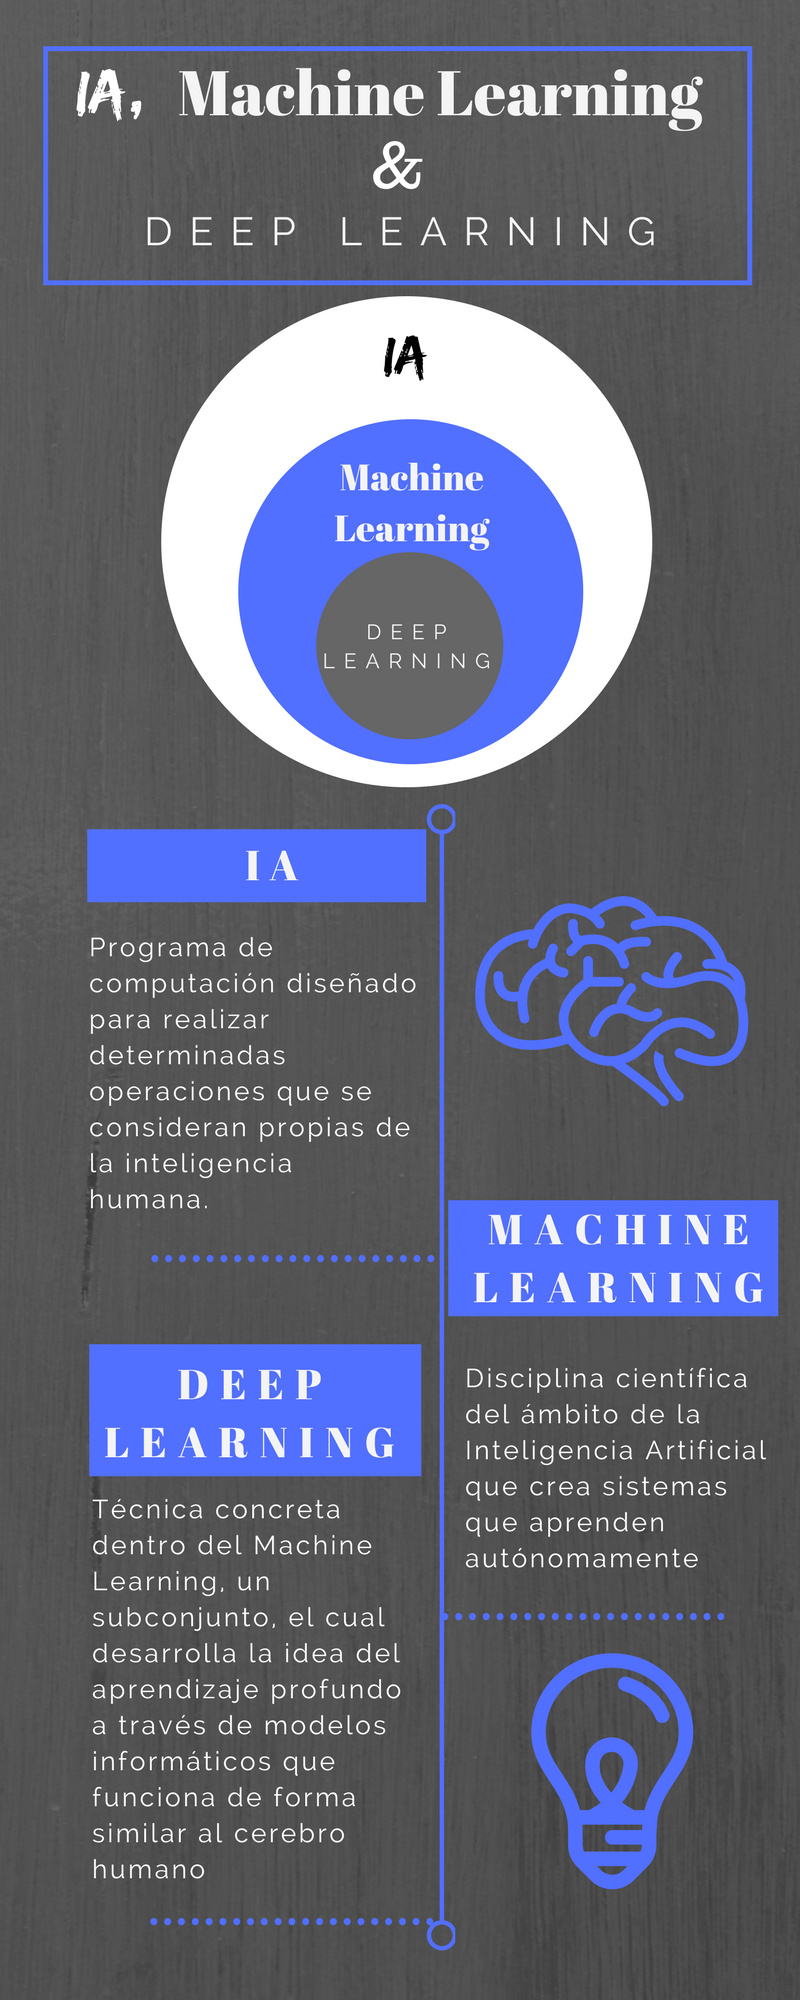 IA, Machine Learning
&
DEEP LEARNING
IA
Machine
Learning
DEEP
LEARNING
IA
Programa de
computación diseñado
para realizar
determinadas
operaciones que se
consideran propias de
la inteligencia
humana.
MACHINE
LEARNING
Disciplina científica
del ámbito de la
Inteligencia Artificial
que crea sistemas
que aprenden
autónomamente
DEEP
LEARNING
Técnica concreta
dentro del Machine
Learning, un
subconjunto, el cual
desarrolla la idea del
aprendizaje profundo
a través de modelos
informáticos que
funciona de forma
similar al cerebro
humano